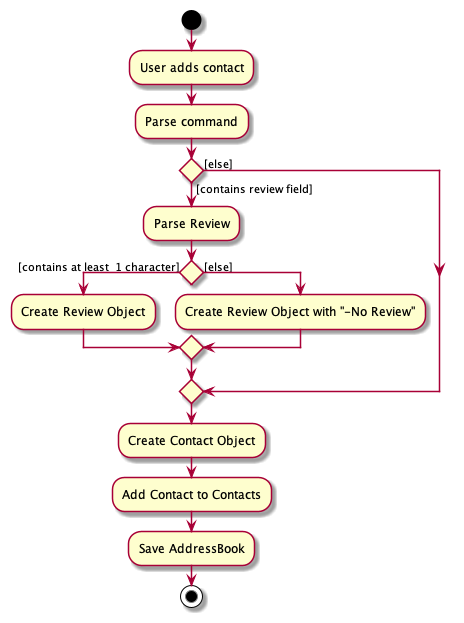 User adds contact
Parse command
[else]
[contains review field]
Parse Review
[contains at least  1 character]
[else]
Create Review Object
Create Review Object with "-No Review"
Create Contact Object
Add Contact to Contacts
Save AddressBook